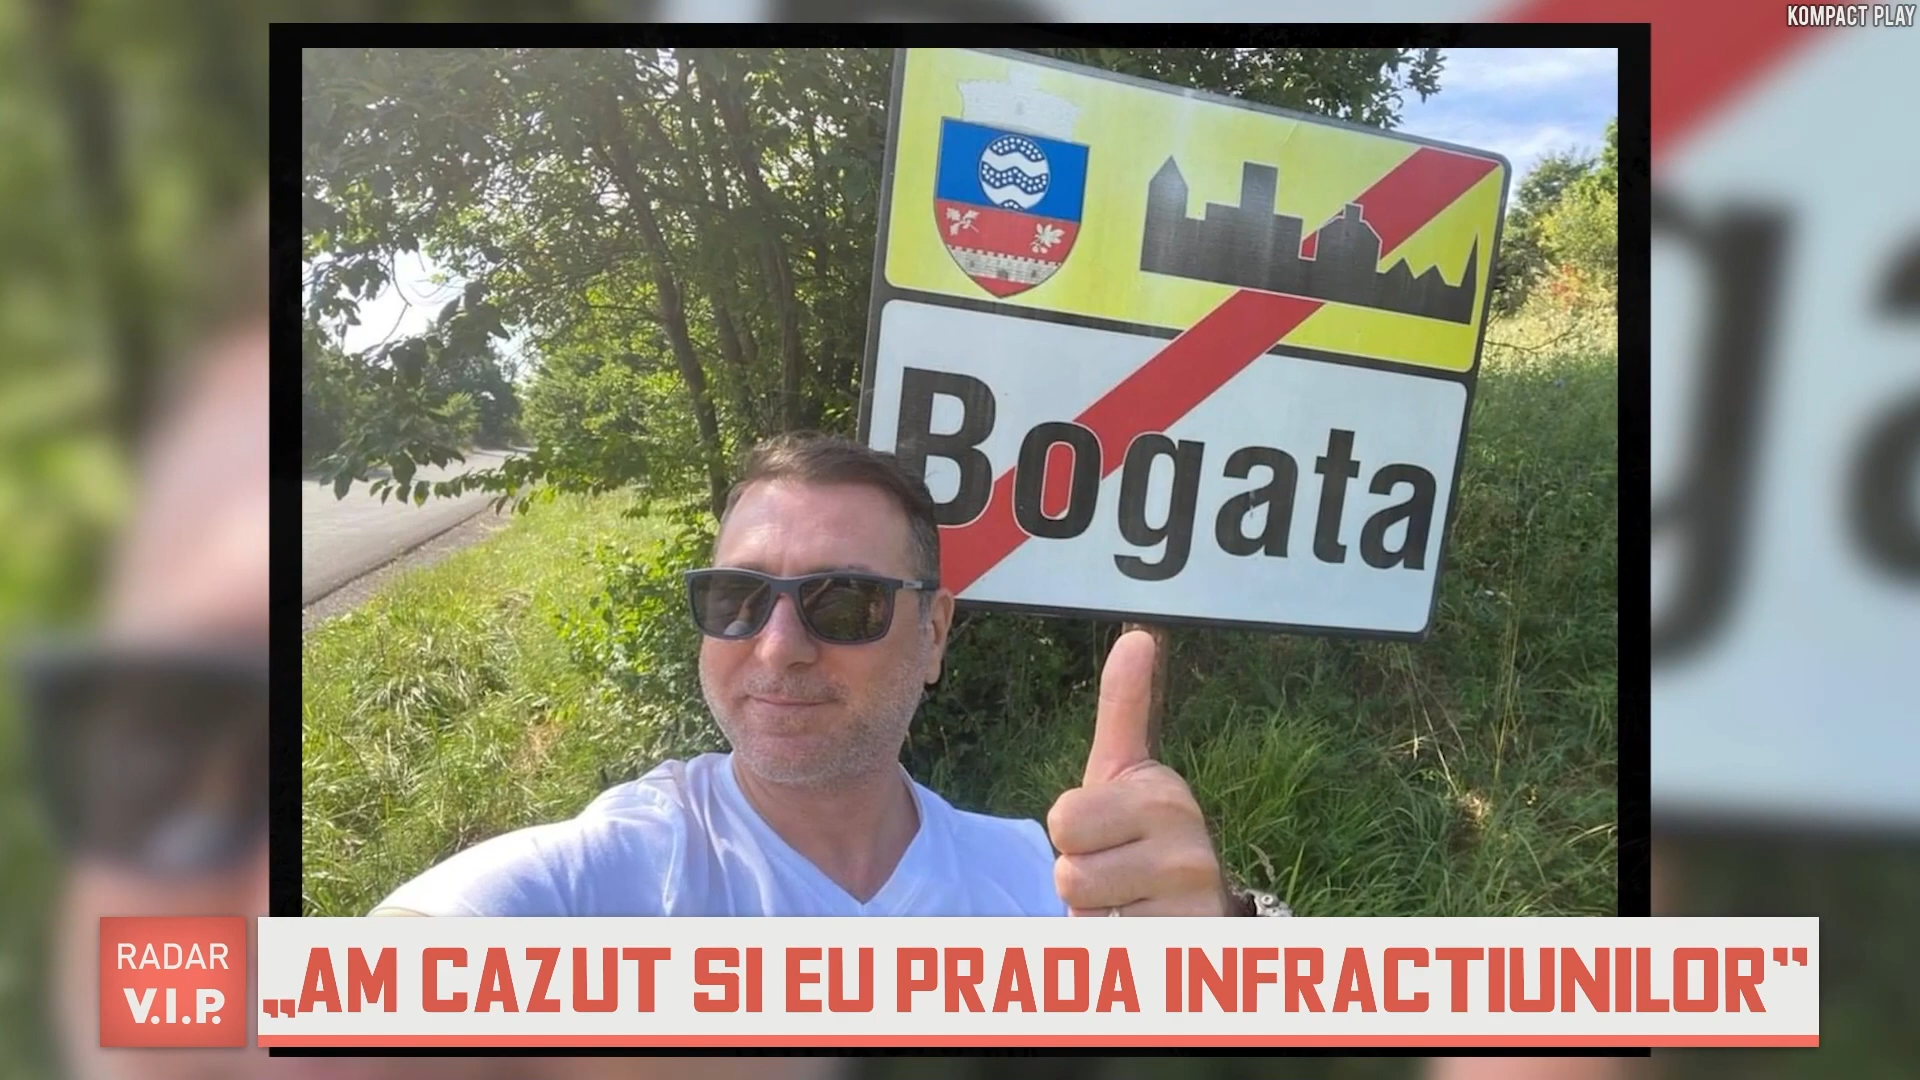 KOMPACT PLAY
Bogata
RADAR
V.I.P.
„AM CAZUT SI EU PRADA INFRACTIUNILOR”